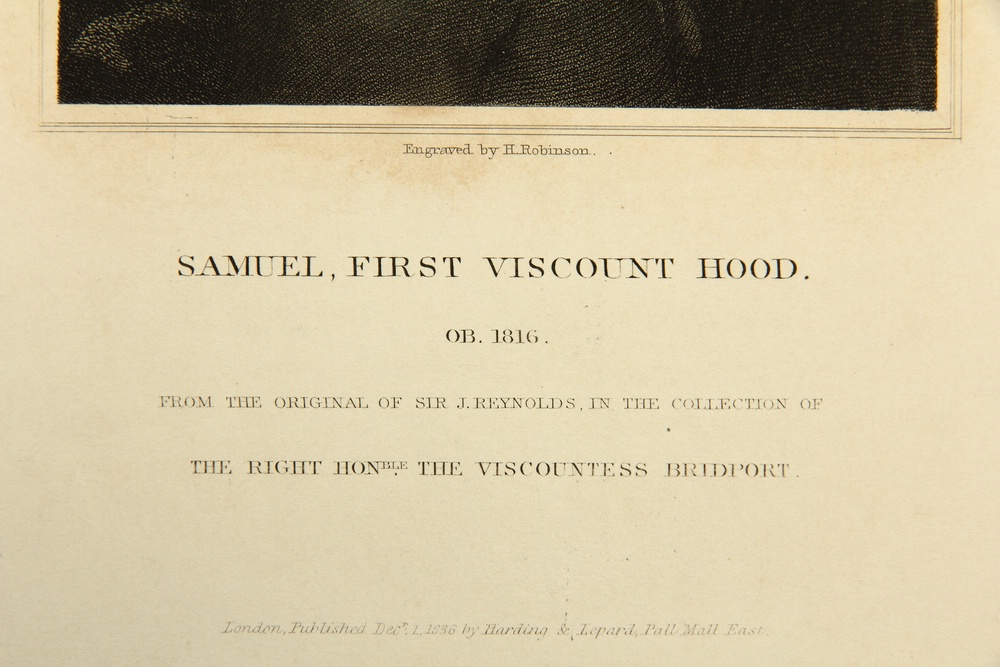 Engraved by H. Robinson.
SAMUEL, FIRST VISCOUNT HOOD.
OB. 1816.
FROM THE ORIGINAL OF SIR J. REYNOLDS, IN THE COLLECTION OF
THE RIGHT HONBLE THE VISCOUNTESS BRIDPORT.
London, Published Decr. 1, 1836 by Harding & Lepard, Pall Mall East.